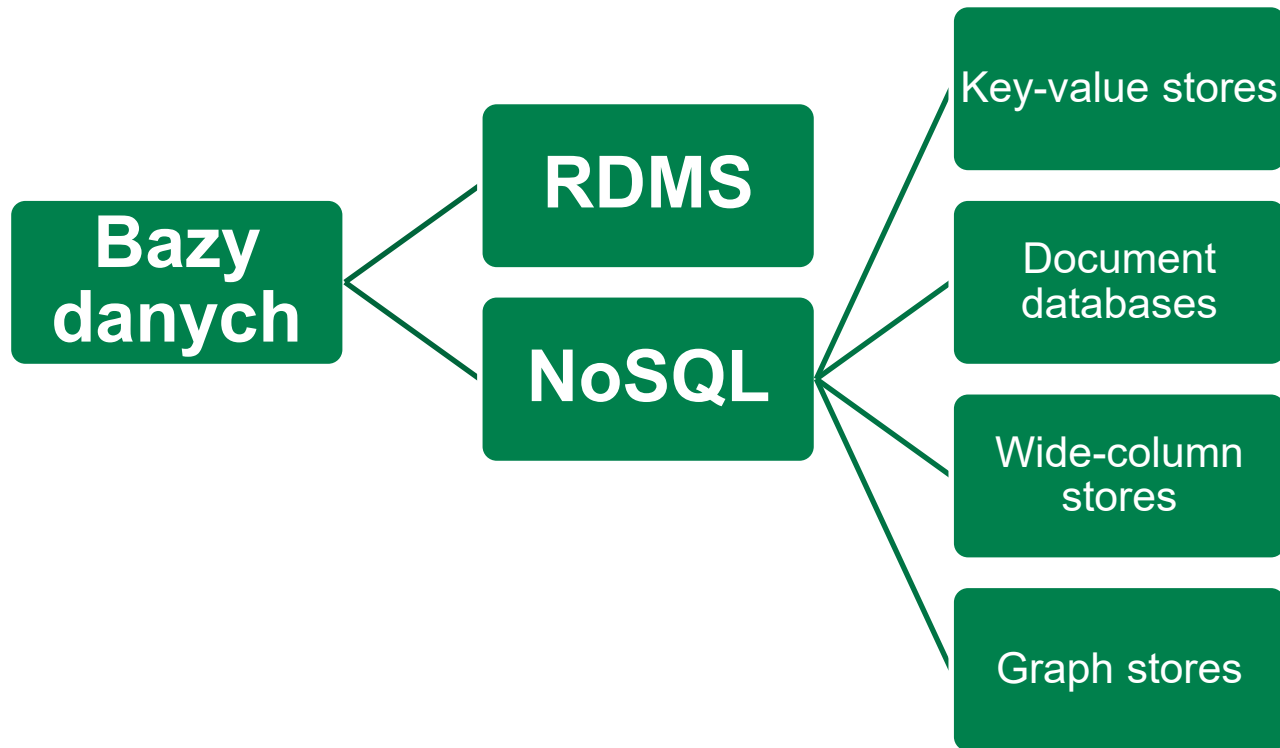 Bazy
danych
RDMS
NoSQL
Key-value stores
Document
databases
Wide-column
stores
Graph stores